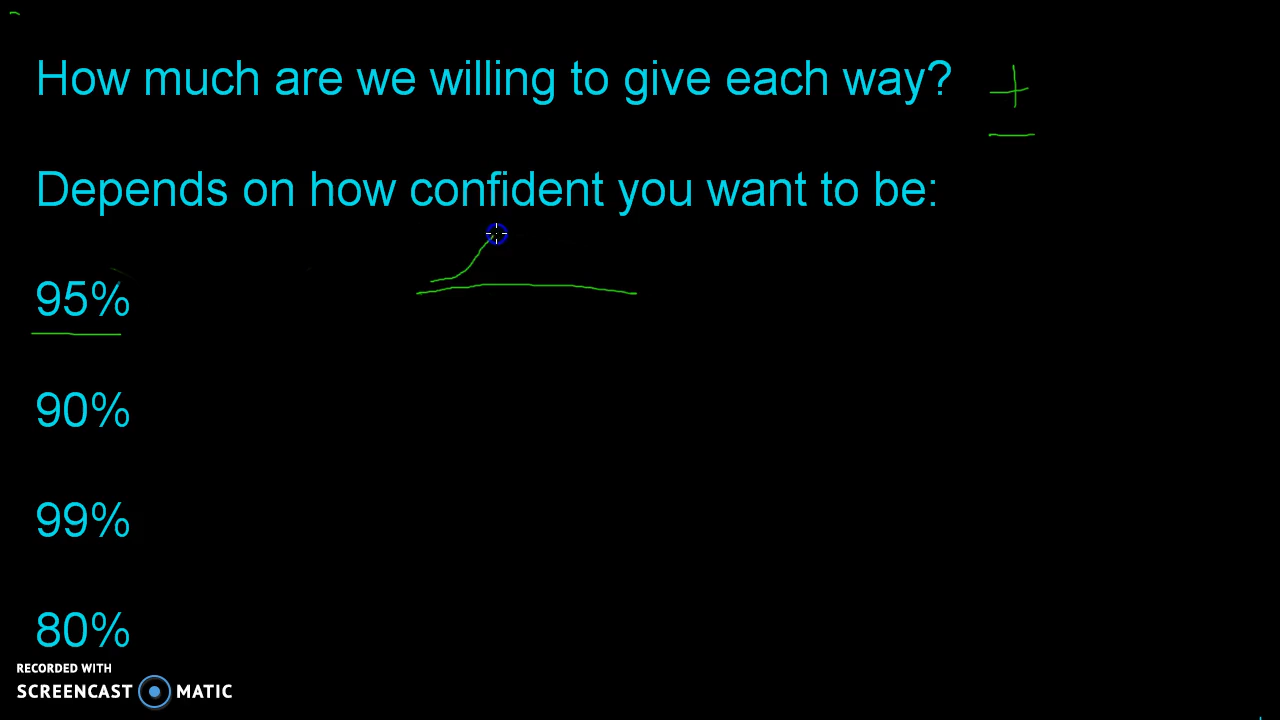 How much are we willing to give each way? ±
Depends on how confident you want to be:
95%
90%
99%
80%
RECORDED WITH
SCREENCAST MATIC